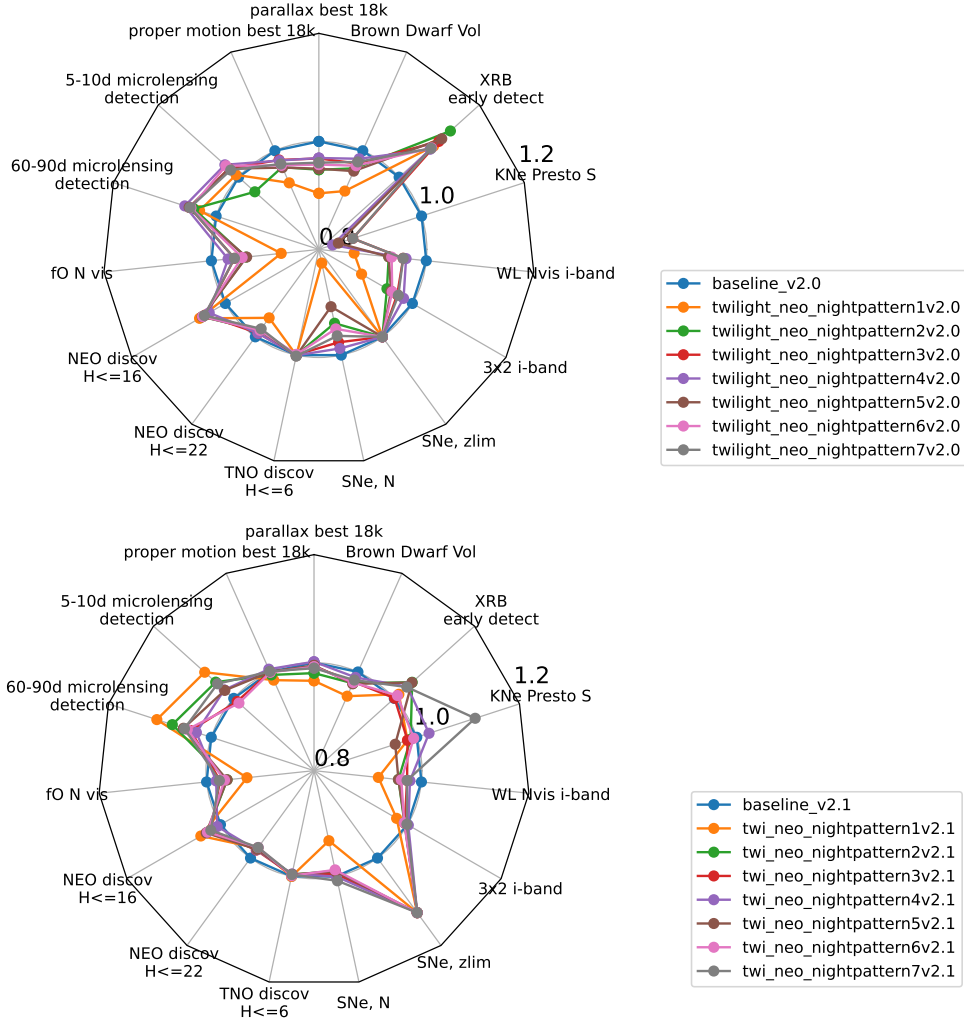 parallax best 18k
proper motion best 18k
Brown Dwarf Vol
5-10d microlensing
detection
XRB
early detect
60-90d microlensing
detection
1.2
KNe Presto S
1.0
0.8
fO N vis
WL Nvis i-band
NEO discov
H<=16
3x2 i-band
NEO discov
H<=22
SNe, zlim
TNO discov
H<=6
SNe, N
baseline_v2.0
twilight_neo_nightpattern1v2.0
twilight_neo_nightpattern2v2.0
twilight_neo_nightpattern3v2.0
twilight_neo_nightpattern4v2.0
twilight_neo_nightpattern5v2.0
twilight_neo_nightpattern6v2.0
twilight_neo_nightpattern7v2.0
parallax best 18k
proper motion best 18k
Brown Dwarf Vol
5-10d microlensing
detection
XRB
early detect
60-90d microlensing
detection
1.2
KNe Presto S
1.0
0.8
fO N vis
WL Nvis i-band
NEO discov
H<=16
3x2 i-band
NEO discov
H<=22
SNe, zlim
TNO discov
H<=6
SNe, N
baseline_v2.1
twi_neo_nightpattern1v2.1
twi_neo_nightpattern2v2.1
twi_neo_nightpattern3v2.1
twi_neo_nightpattern4v2.1
twi_neo_nightpattern5v2.1
twi_neo_nightpattern6v2.1
twi_neo_nightpattern7v2.1